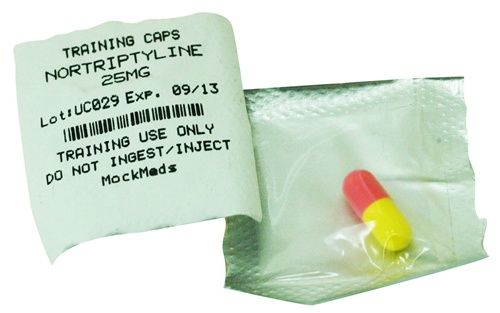 TRAINING CAPS
NORTRIPTYLINE
25MG
Lot:UC029 Exp. 09/13
TRAINING USE ONLY
DO NOT INGEST/INJECT
MockMeds